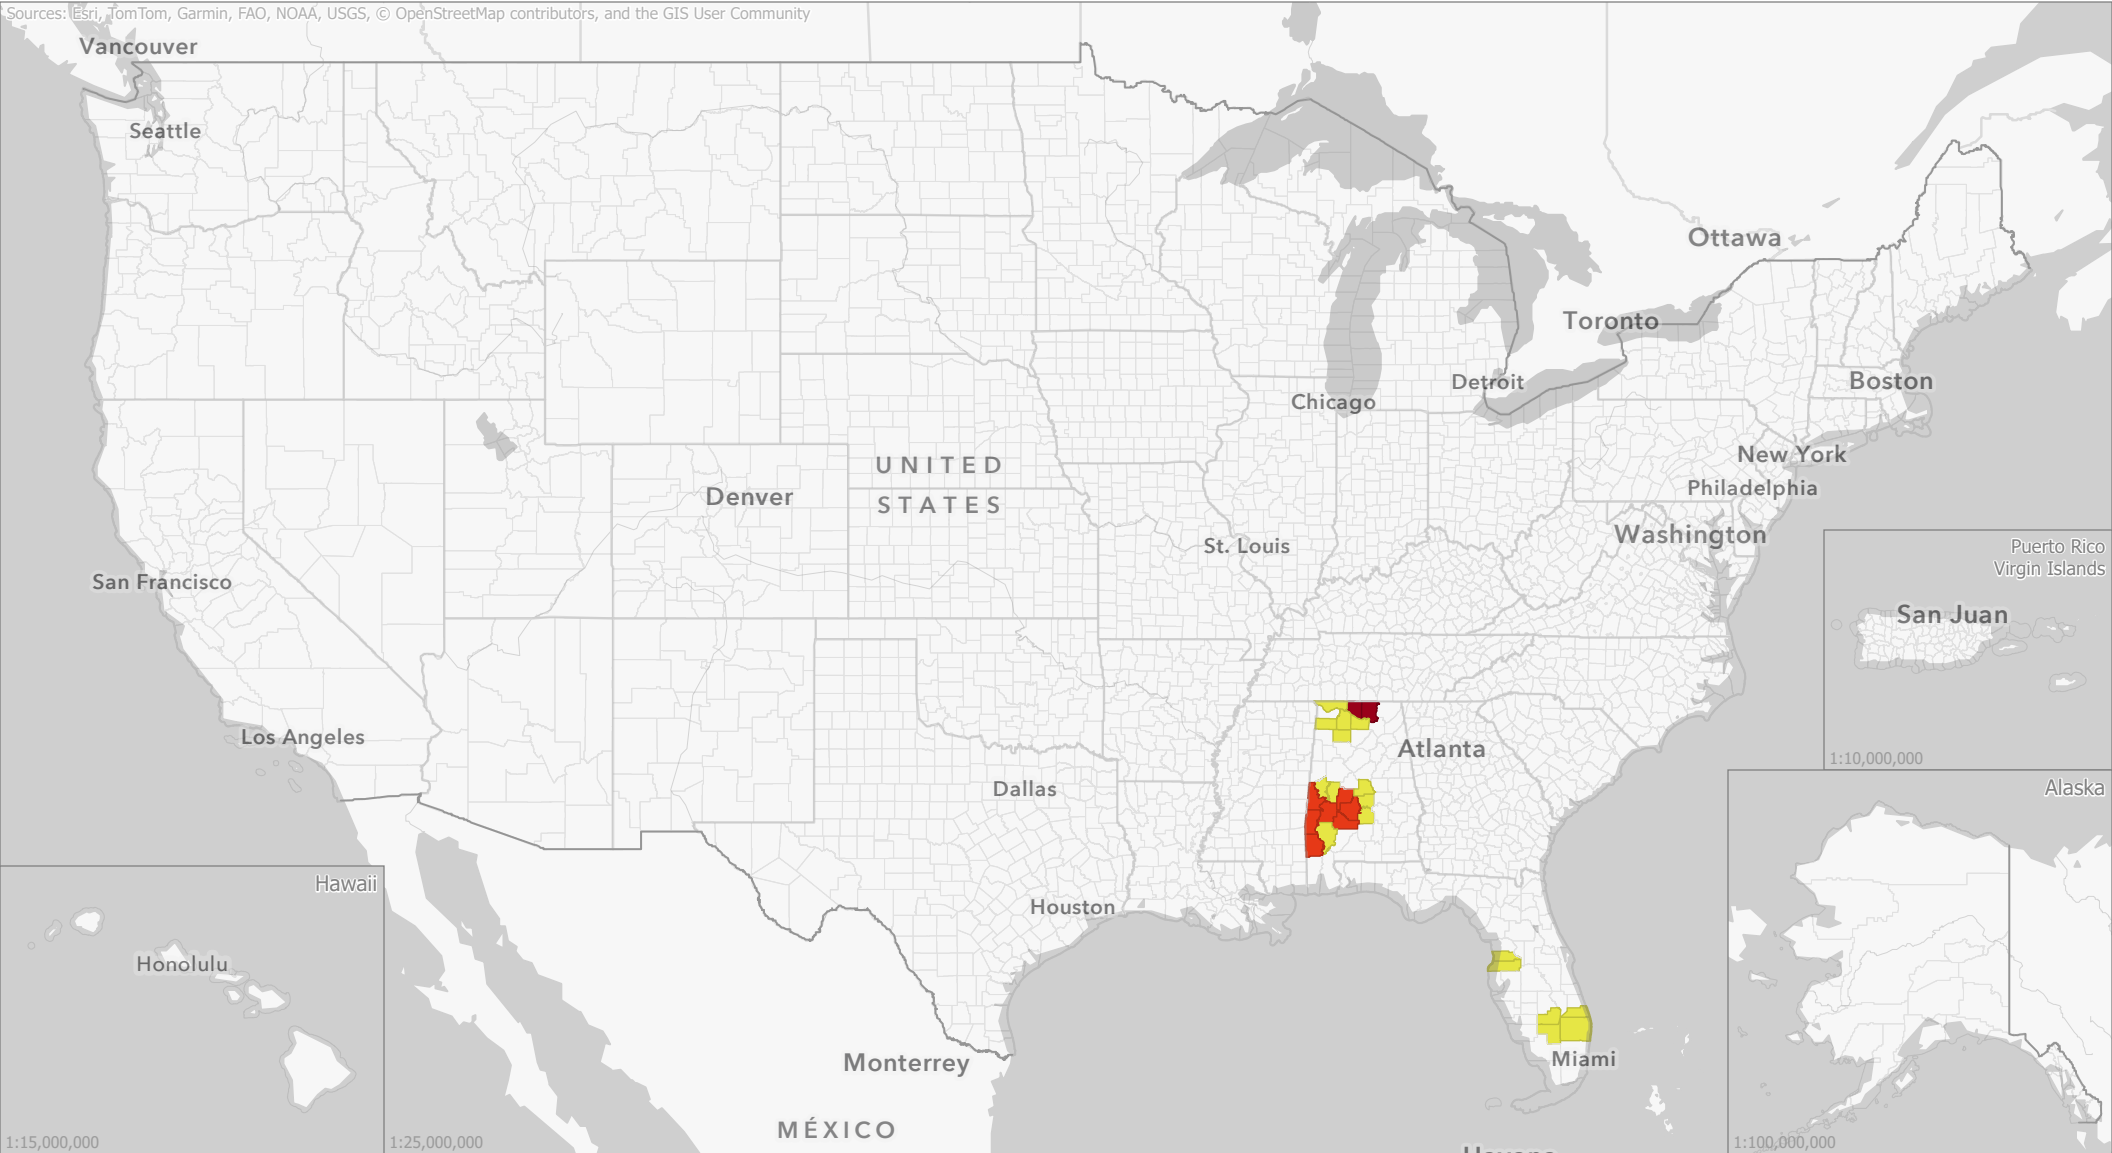 Sources: Esri, TomTom, Garmin, FAO, NOAA, USGS, © OpenStreetMap contributors, and the GIS User Community
Vancouver
Seattle
Ottawa
Toronto
Detroit
Boston
Chicago
New York
UNITED
Denver
Philadelphia
STATES
Washington
St. Louis
Puerto Rico
Virgin Islands
San Francisco
San Juan
Los Angeles
Atlanta
1:10,000,000
Dallas
Alaska
Hawaii
Houston
Honolulu
Monterrey
Miami
MÉXICO
1:15,000,000
1:25,000,000
1:100,000,000